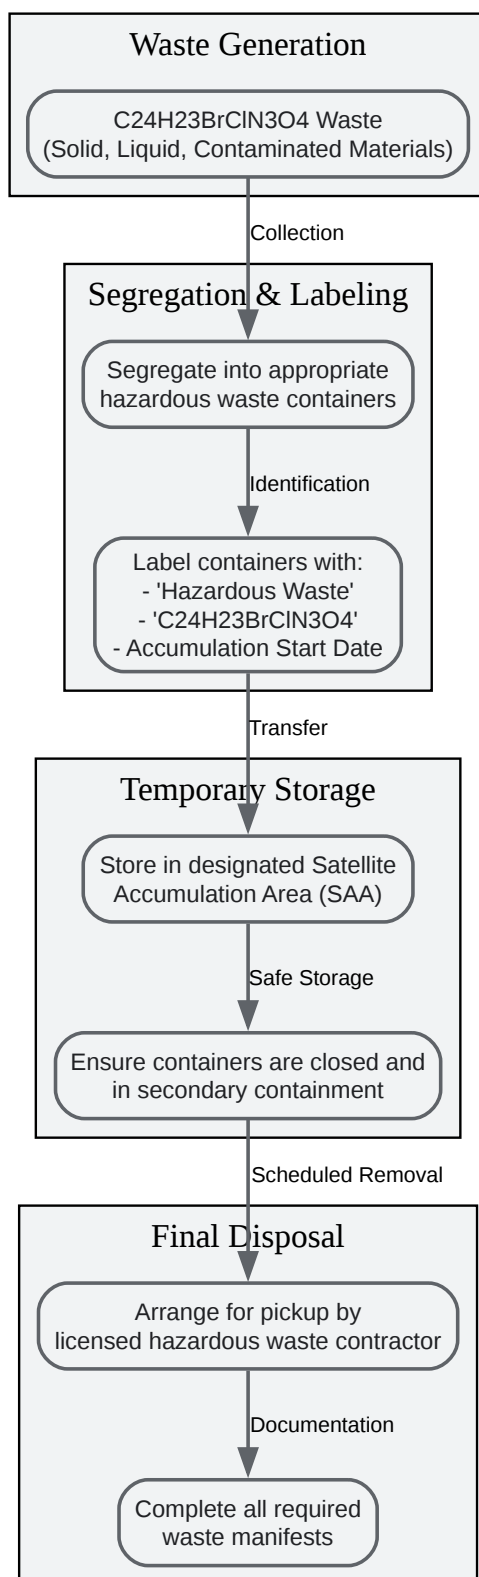 Waste Generation
C24H23BrClN3O4 Waste
(Solid, Liquid, Contaminated Materials)
Collection
Segregation & Labeling
Segregate into appropriate
hazardous waste containers
Identification
Label containers with:
- 'Hazardous Waste'
- 'C24H23BrClN3O4'
- Accumulation Start Date
Transfer
Temporary Storage
Store in designated Satellite
Accumulation Area (SAA)
Safe Storage
Ensure containers are closed and
in secondary containment
Scheduled Removal
Final Disposal
Arrange for pickup by
licensed hazardous waste contractor
Documentation
Complete all required
waste manifests